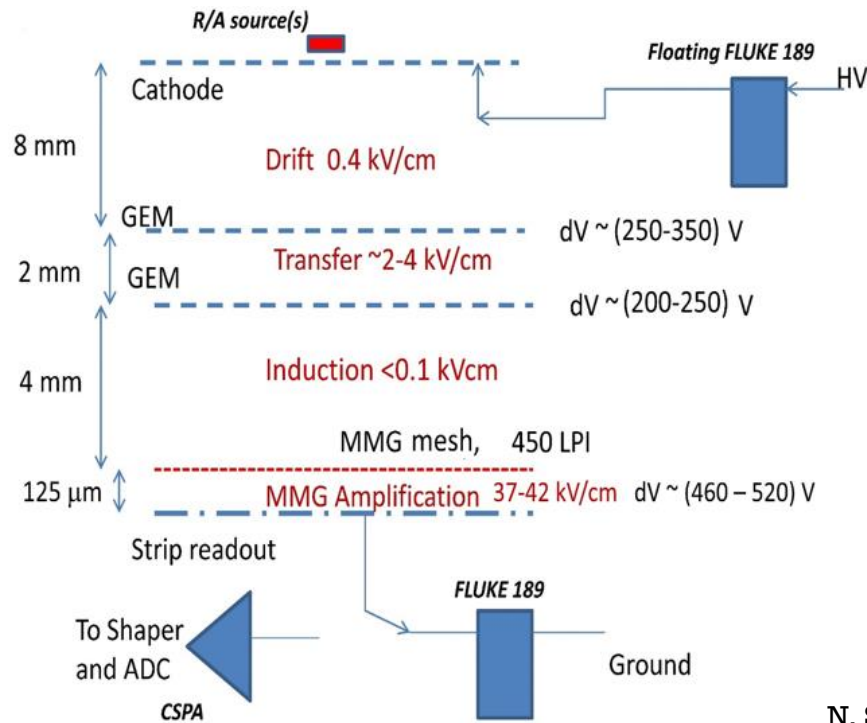 R/A source(s)
Floating FLUKE 189
HV
Cathode
8 mm
Drift 0.4 kV/cm
GEM
dV ~ (250-350) V
Transfer ~2-4 kV/cm
2 mm
GEM
dV ~ (200-250) V
4 mm
Induction <0.1 kVcm
MMG mesh, 450 LPI
125 µm
MMG Amplification 37-42 kV/cm dV ~ (460 – 520) V
Strip readout
FLUKE 189
To Shaper
and ADC
Ground
CSPA
N.